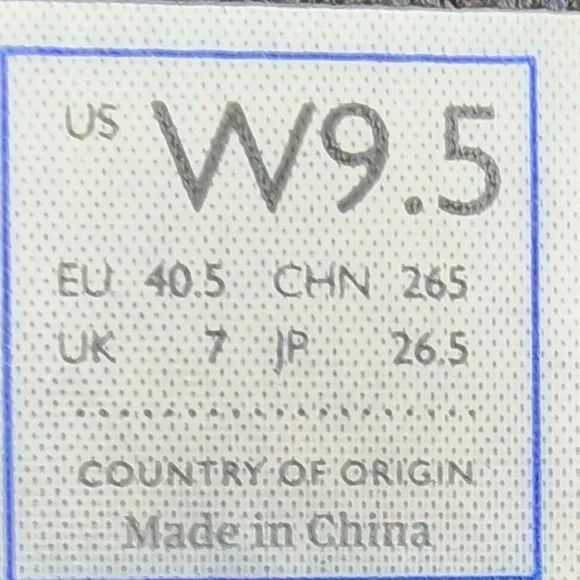 US W9.5
EU 40.5 CHN 265
UK 7 JP 26.5
COUNTRY OF ORIGIN
Made in China